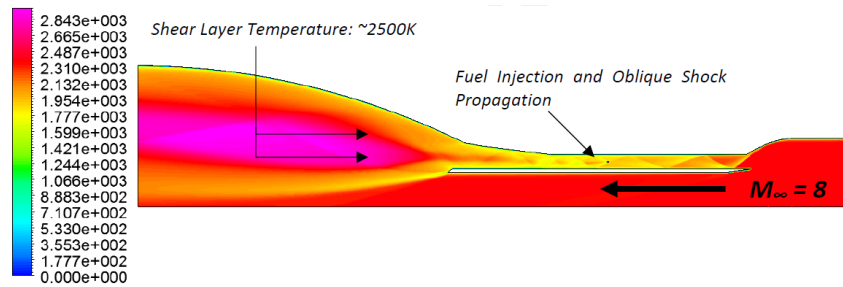 2.843e+003
2.665e+003
2.487e+003
2.310e+003
2.132e+003
1.954e+003
1.777e+003
1.599e+003
1.421e+003
1.244e+003
1.066e+003
8.883e+002
7.107e+002
5.330e+002
3.553e+002
1.777e+002
0.000e+000
Shear Layer Temperature: ~2500K
Fuel Injection and Oblique Shock
Propagation
M∞ = 8